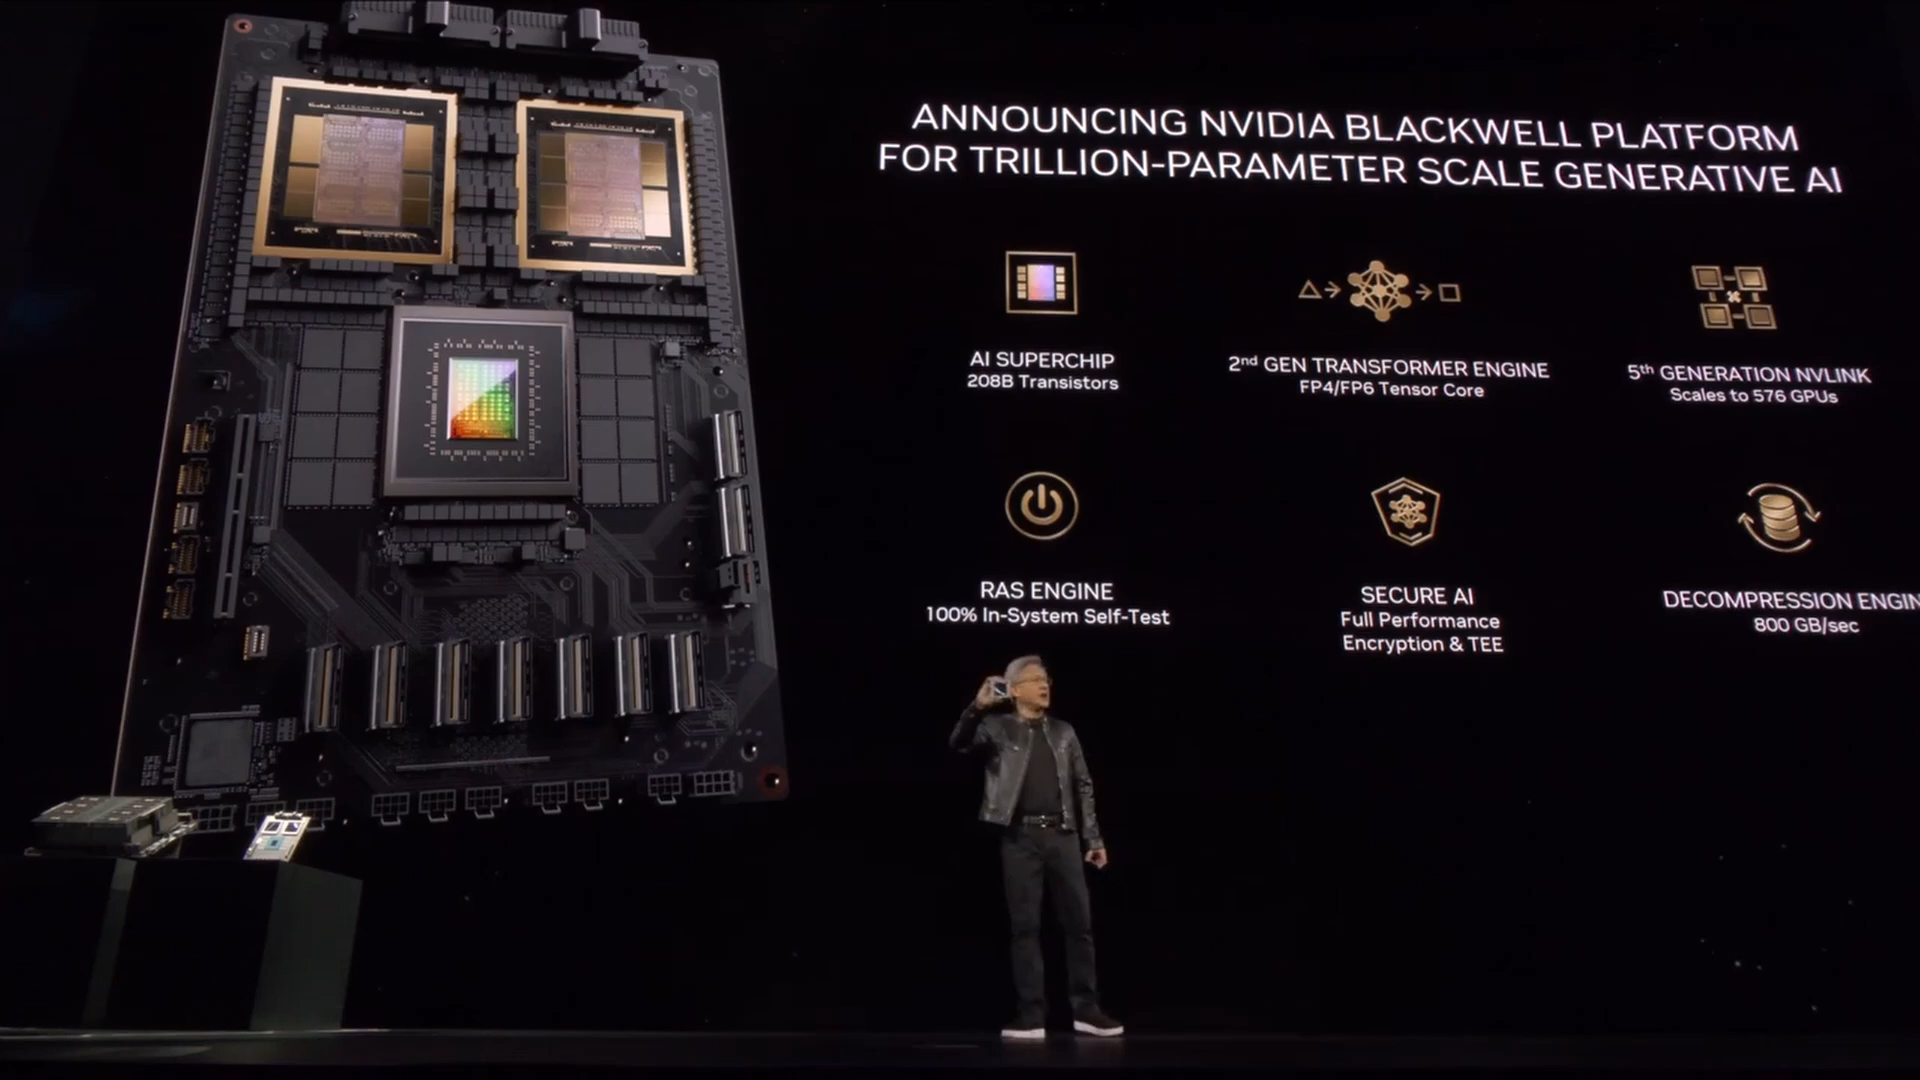 ANNOUNCING NVIDIA BLACKWELL PLATFORM
FOR TRILLION-PARAMETER SCALE GENERATIVE AI
AI SUPERCHIP
208B Transistors
2nd GEN TRANSFORMER ENGINE
FP4/FP6 Tensor Core
5th GENERATION NVLINK
Scales to 576 GPUs
RAS ENGINE
100% In-System Self-Test
SECURE AI
Full Performance
Encryption & TEE
DECOMPRESSION ENGIN
800 GB/sec